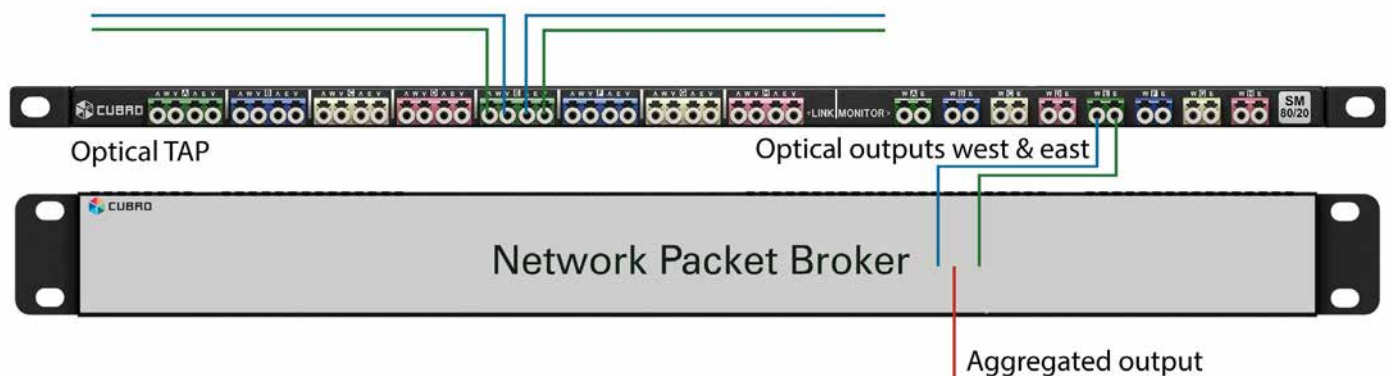 CUBRO
A W V A A E V
A W V B A E V
A W V C A E V
A W V D A E V
A W V E A E V
A W V F A E V
A W V G A E V
A W V H A E V
LINK MONITOR
W A E
W B E
W C E
W D E
W E E
W F E
W G E
W H E
SM
80/20
Optical TAP
Optical outputs west & east
CUBRO
Network Packet Broker
Aggregated output